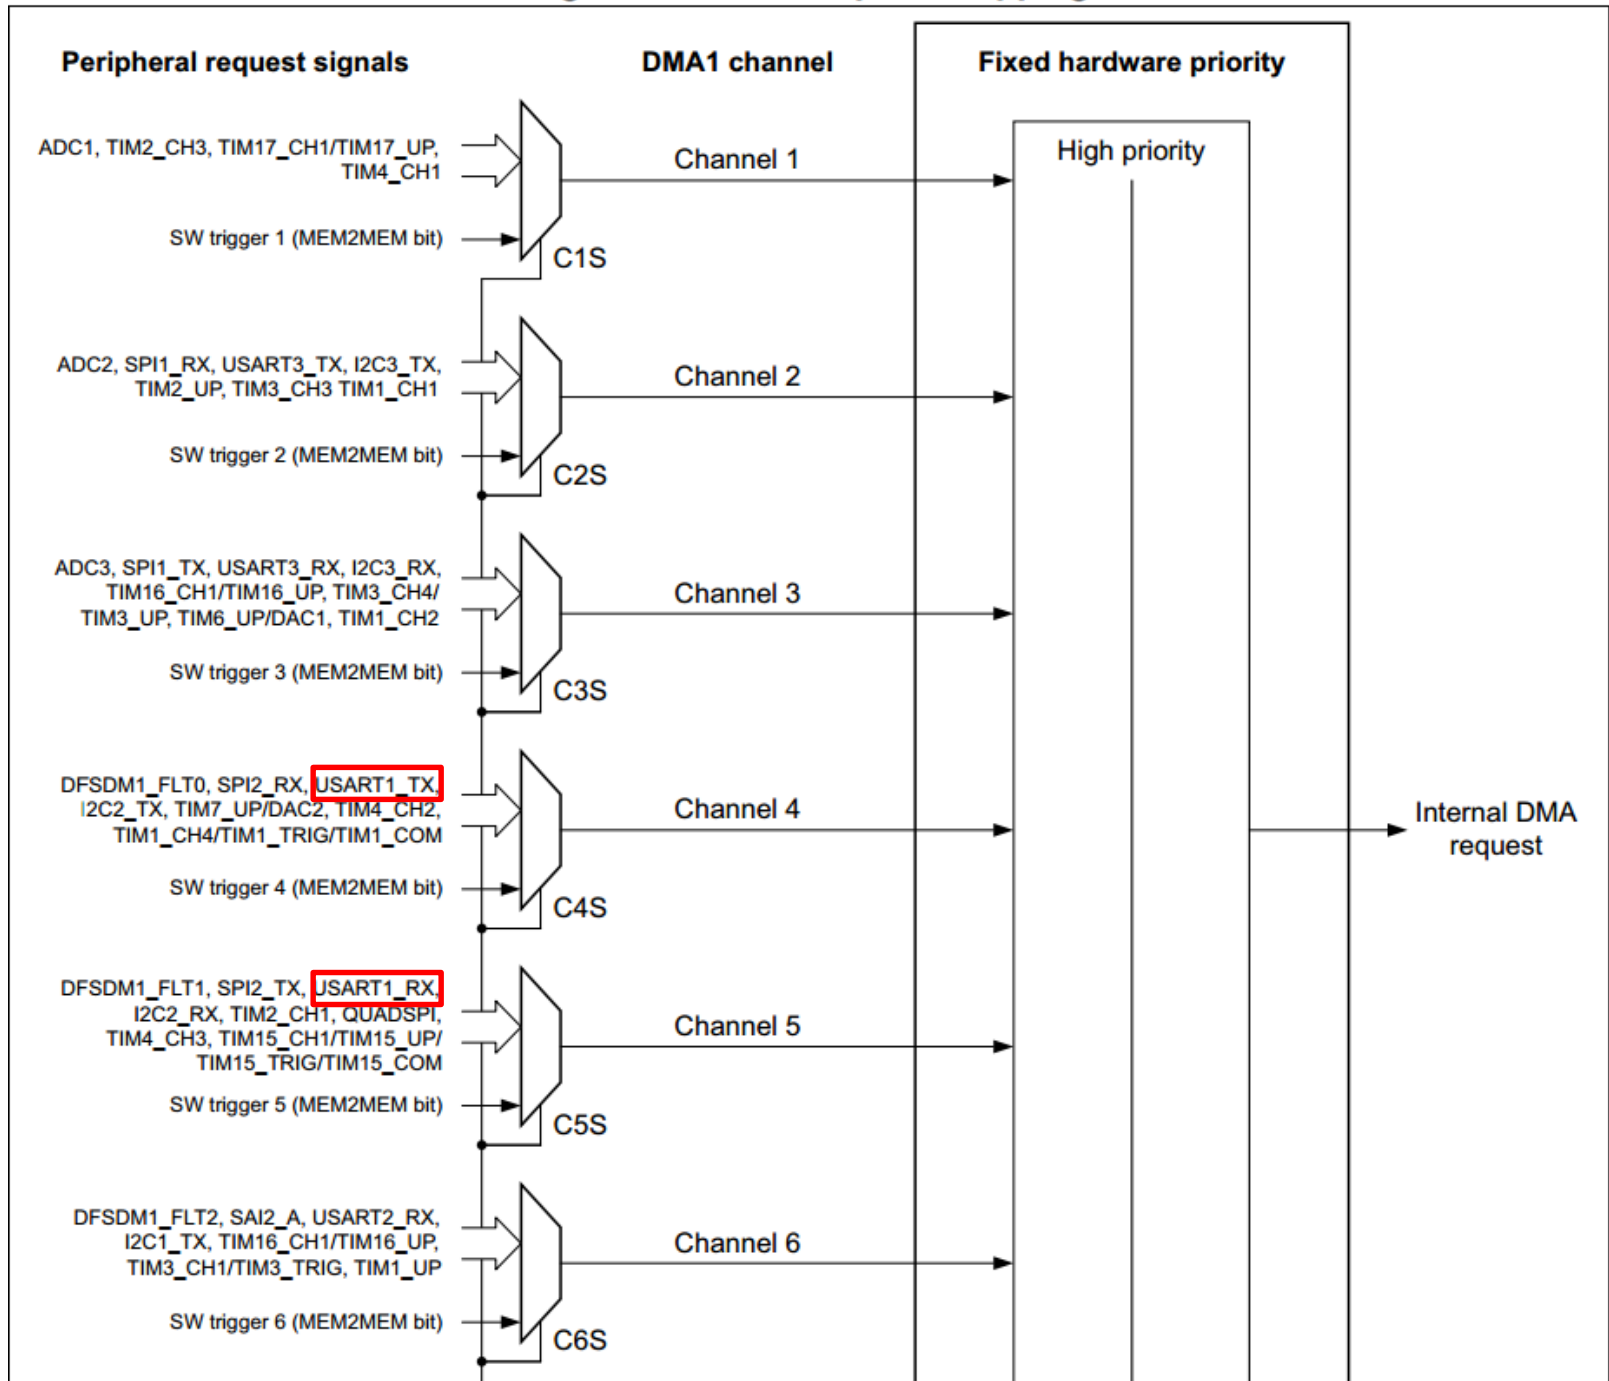 Peripheral request signals
DMA1 channel
Fixed hardware priority
High priority
ADC1, TIM2_CH3, TIM17_CH1/TIM17_UP,
TIM4_CH1
Channel 1
SW trigger 1 (MEM2MEM bit)
C1S
ADC2, SPI1_RX, USART3_TX, I2C3_TX,
TIM2_UP, TIM3_CH3 TIM1_CH1
Channel 2
SW trigger 2 (MEM2MEM bit)
C2S
ADC3, SPI1_TX, USART3_RX, I2C3_RX,
TIM16_CH1/TIM16_UP, TIM3_CH4/
TIM3_UP, TIM6_UP/DAC1, TIM1_CH2
Channel 3
SW trigger 3 (MEM2MEM bit)
C3S
DFSDM1_FLT0, SPI2_RX, USART1_TX,
I2C2_TX, TIM7_UP/DAC2, TIM4_CH2,
TIM1_CH4/TIM1_TRIG/TIM1_COM
Channel 4
SW trigger 4 (MEM2MEM bit)
C4S
Internal DMA
request
DFSDM1_FLT1, SPI2_TX, USART1_RX,
I2C2_RX, TIM2_CH1, QUADSPI,
TIM4_CH3, TIM15_CH1/TIM15_UP/
TIM15_TRIG/TIM15_COM
Channel 5
SW trigger 5 (MEM2MEM bit)
C5S
DFSDM1_FLT2, SAI2_A, USART2_RX,
I2C1_TX, TIM16_CH1/TIM16_UP,
TIM3_CH1/TIM3_TRIG, TIM1_UP
Channel 6
SW trigger 6 (MEM2MEM bit)
C6S